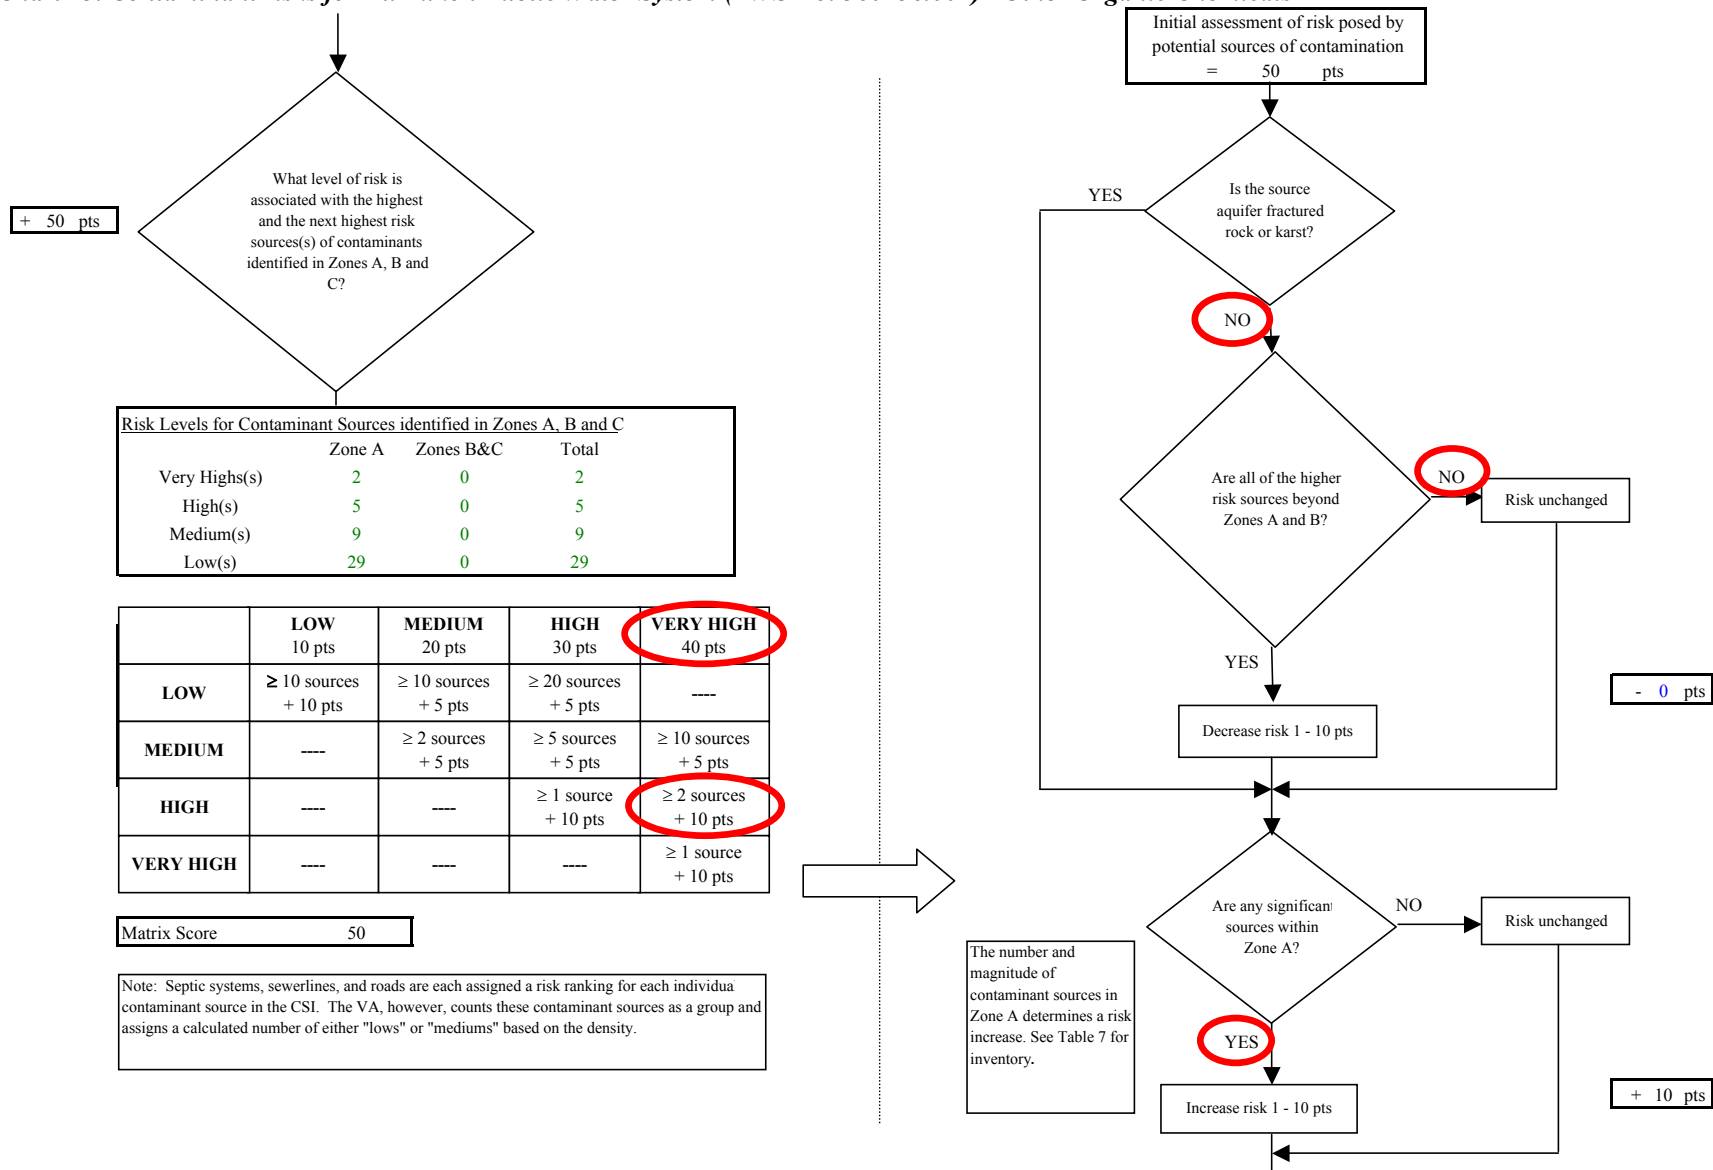 Initial assessment of risk posed by
potential sources of contamination
= 50 pts
What level of risk is
associated with the highest
and the next highest risk
sources(s) of contaminants
identified in Zones A, B and
C?
+ 50 pts
Risk Levels for Contaminant Sources identified in Zones A, B and C
Zone A Zones B&C Total
Very Highs(s) 2 0 2
High(s) 5 0 5
Medium(s) 9 0 9
Low(s) 29 0 29
LOW MEDIUM HIGH VERY HIGH
10 pts 20 pts 30 pts 40 pts
LOW ≥ 10 sources ≥ 10 sources ≥ 20 sources ----
+ 10 pts + 5 pts + 5 pts
MEDIUM ---- ≥ 2 sources ≥ 5 sources ≥ 10 sources
+ 5 pts + 5 pts + 5 pts
HIGH ---- ---- ≥ 1 source ≥ 2 sources
+ 10 pts + 10 pts
VERY HIGH ---- ---- ---- ≥ 1 source
+ 10 pts
Matrix Score 50
Note: Septic systems, sewerlines, and roads are each assigned a risk ranking for each individua
contaminant source in the CSI. The VA, however, counts these contaminant sources as a group and
assigns a calculated number of either "lows" or "mediums" based on the density.
Is the source
aquifer fractured
rock or karst?
YES
NO
Are all of the higher
risk sources beyond
Zones A and B?
NO
Risk unchanged
YES
Decrease risk 1 - 10 pts
- 0 pts
Are any significant
sources within
Zone A?
NO
Risk unchanged
The number and
magnitude of
contaminant sources in
Zone A determines a risk
increase. See Table 7 for
inventory.
YES
Increase risk 1 - 10 pts
+ 10 pts